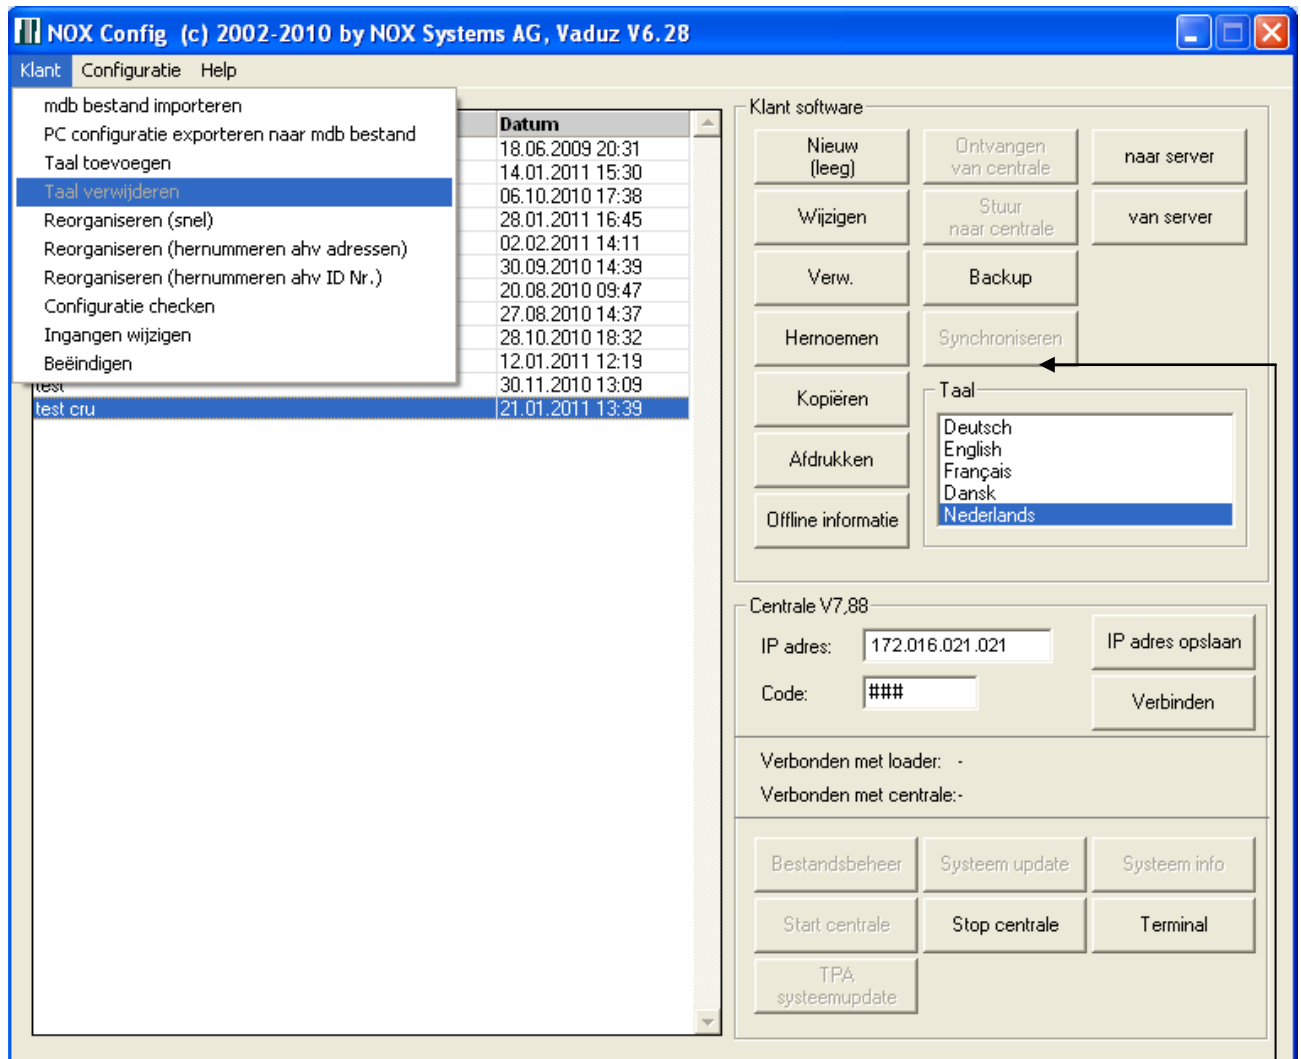 NOX Config (c) 2002-2010 by NOX Systems AG, Vaduz V6.28
Klant Configuratie Help
mdb bestand importeren
PC configuratie exporteren naar mdb bestand
Taal toevoegen
Taal verwijderen
Reorganiseren (snel)
Reorganiseren (hernummeren ahv adressen)
Reorganiseren (hernummeren ahv ID Nr.)
Configuratie checken
Ingangen wijzigen
Beëindigen
Datum
18.06.2009 20:31
14.01.2011 15:30
06.10.2010 17:38
28.01.2011 16:45
02.02.2011 14:11
30.09.2010 14:39
20.08.2010 09:47
27.08.2010 14:37
28.10.2010 18:32
12.01.2011 12:19
test 30.11.2010 13:09
test cru 21.01.2011 13:39
Klant software
Nieuw
(leeg)
Ontvangen
van centrale
naar server
Wijzigen
Stuur
naar centrale
van server
Verw.
Backup
Hernoemen
Synchroniseren
Kopiëren
Afdrukken
Offline informatie
Taal
Deutsch
English
Français
Dansk
Nederlands
Centrale V7,88
IP adres: 172.016.021.021
IP adres opslaan
Code: ###
Verbinden
Verbonden met loader: -
Verbonden met centrale:-
Bestandsbeheer
Systeem update
Systeem info
Start centrale
Stop centrale
Terminal
TPA
systeemupdate